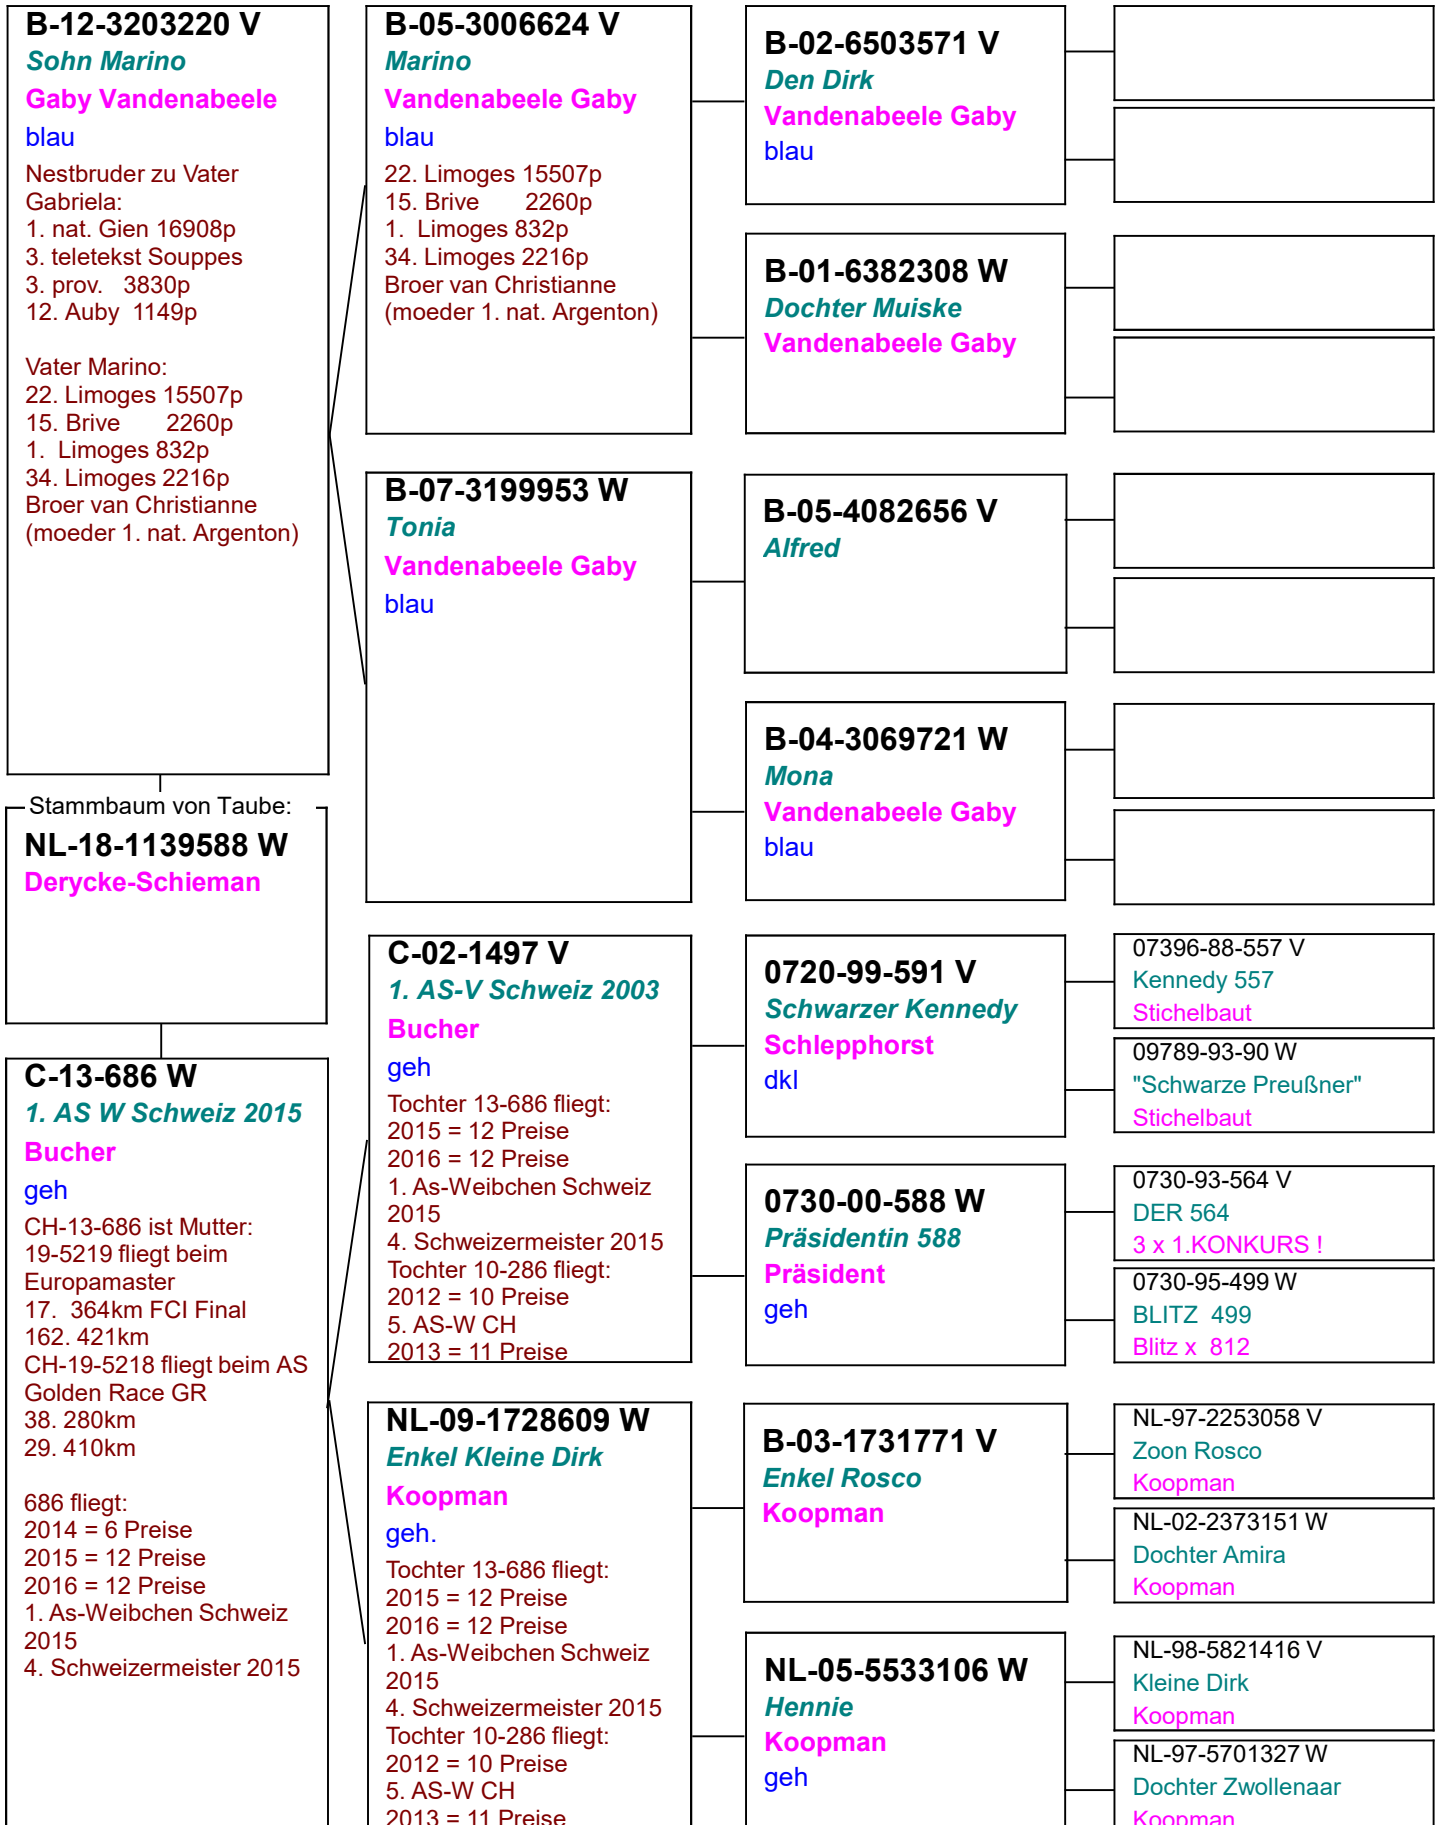 B-12-3203220 V
Sohn Marino
Gaby Vandenabeele
blau
Nestbruder zu Vater
Gabriela:
1. nat. Gien 16908p
3. teletekst Souppes
3. prov. 3830p
12. Auby 1149p
Vater Marino:
22. Limoges 15507p
15. Brive 2260p
1. Limoges 832p
34. Limoges 2216p
Broer van Christianne
(moeder 1. nat. Argenton)
Stammbaum von Taube:
NL-18-1139588 W
Derycke-Schieman
C-13-686 W
1. AS W Schweiz 2015
Bucher
geh
CH-13-686 ist Mutter:
19-5219 fliegt beim
Europamaster
17. 364km FCI Final
162. 421km
CH-19-5218 fliegt beim AS
Golden Race GR
38. 280km
29. 410km
686 fliegt:
2014 = 6 Preise
2015 = 12 Preise
2016 = 12 Preise
1. As-Weibchen Schweiz
2015
4. Schweizermeister 2015
B-05-3006624 V
Marino
Vandenabeele Gaby
blau
22. Limoges 15507p
15. Brive 2260p
1. Limoges 832p
34. Limoges 2216p
Broer van Christianne
(moeder 1. nat. Argenton)
B-07-3199953 W
Tonia
Vandenabeele Gaby
blau
C-02-1497 V
1. AS-V Schweiz 2003
Bucher
geh
Tochter 13-686 fliegt:
2015 = 12 Preise
2016 = 12 Preise
1. As-Weibchen Schweiz
2015
4. Schweizermeister 2015
Tochter 10-286 fliegt:
2012 = 10 Preise
5. AS-W CH
2013 = 11 Preise
NL-09-1728609 W
Enkel Kleine Dirk
Koopman
geh.
Tochter 13-686 fliegt:
2015 = 12 Preise
2016 = 12 Preise
1. As-Weibchen Schweiz
2015
4. Schweizermeister 2015
Tochter 10-286 fliegt:
2012 = 10 Preise
5. AS-W CH
2013 = 11 Preise
B-02-6503571 V
Den Dirk
Vandenabeele Gaby
blau
B-01-6382308 W
Dochter Muiske
Vandenabeele Gaby
B-05-4082656 V
Alfred
B-04-3069721 W
Mona
Vandenabeele Gaby
blau
0720-99-591 V
Schwarzer Kennedy
Schlepphorst
dkl
0730-00-588 W
Präsidentin 588
Präsident
geh
B-03-1731771 V
Enkel Rosco
Koopman
NL-05-5533106 W
Hennie
Koopman
geh
07396-88-557 V
Kennedy 557
Stichelbaut
09789-93-90 W
"Schwarze Preußner"
Stichelbaut
0730-93-564 V
DER 564
3 x 1.KONKURS !
0730-95-499 W
BLITZ 499
Blitz x 812
NL-97-2253058 V
Zoon Rosco
Koopman
NL-02-2373151 W
Dochter Amira
Koopman
NL-98-5821416 V
Kleine Dirk
Koopman
NL-97-5701327 W
Dochter Zwollenaar
Koopman